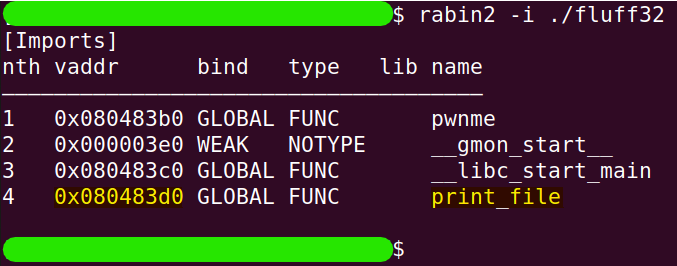 $ rabin2 -i ./fluff32
[Imports]
nth vaddr      bind   type   lib name
1   0x080483b0 GLOBAL FUNC       pwnme
2   0x000003e0 WEAK   NOTYPE     __gmon_start__
3   0x080483c0 GLOBAL FUNC       __libc_start_main
4   0x080483d0 GLOBAL FUNC       print_file
$